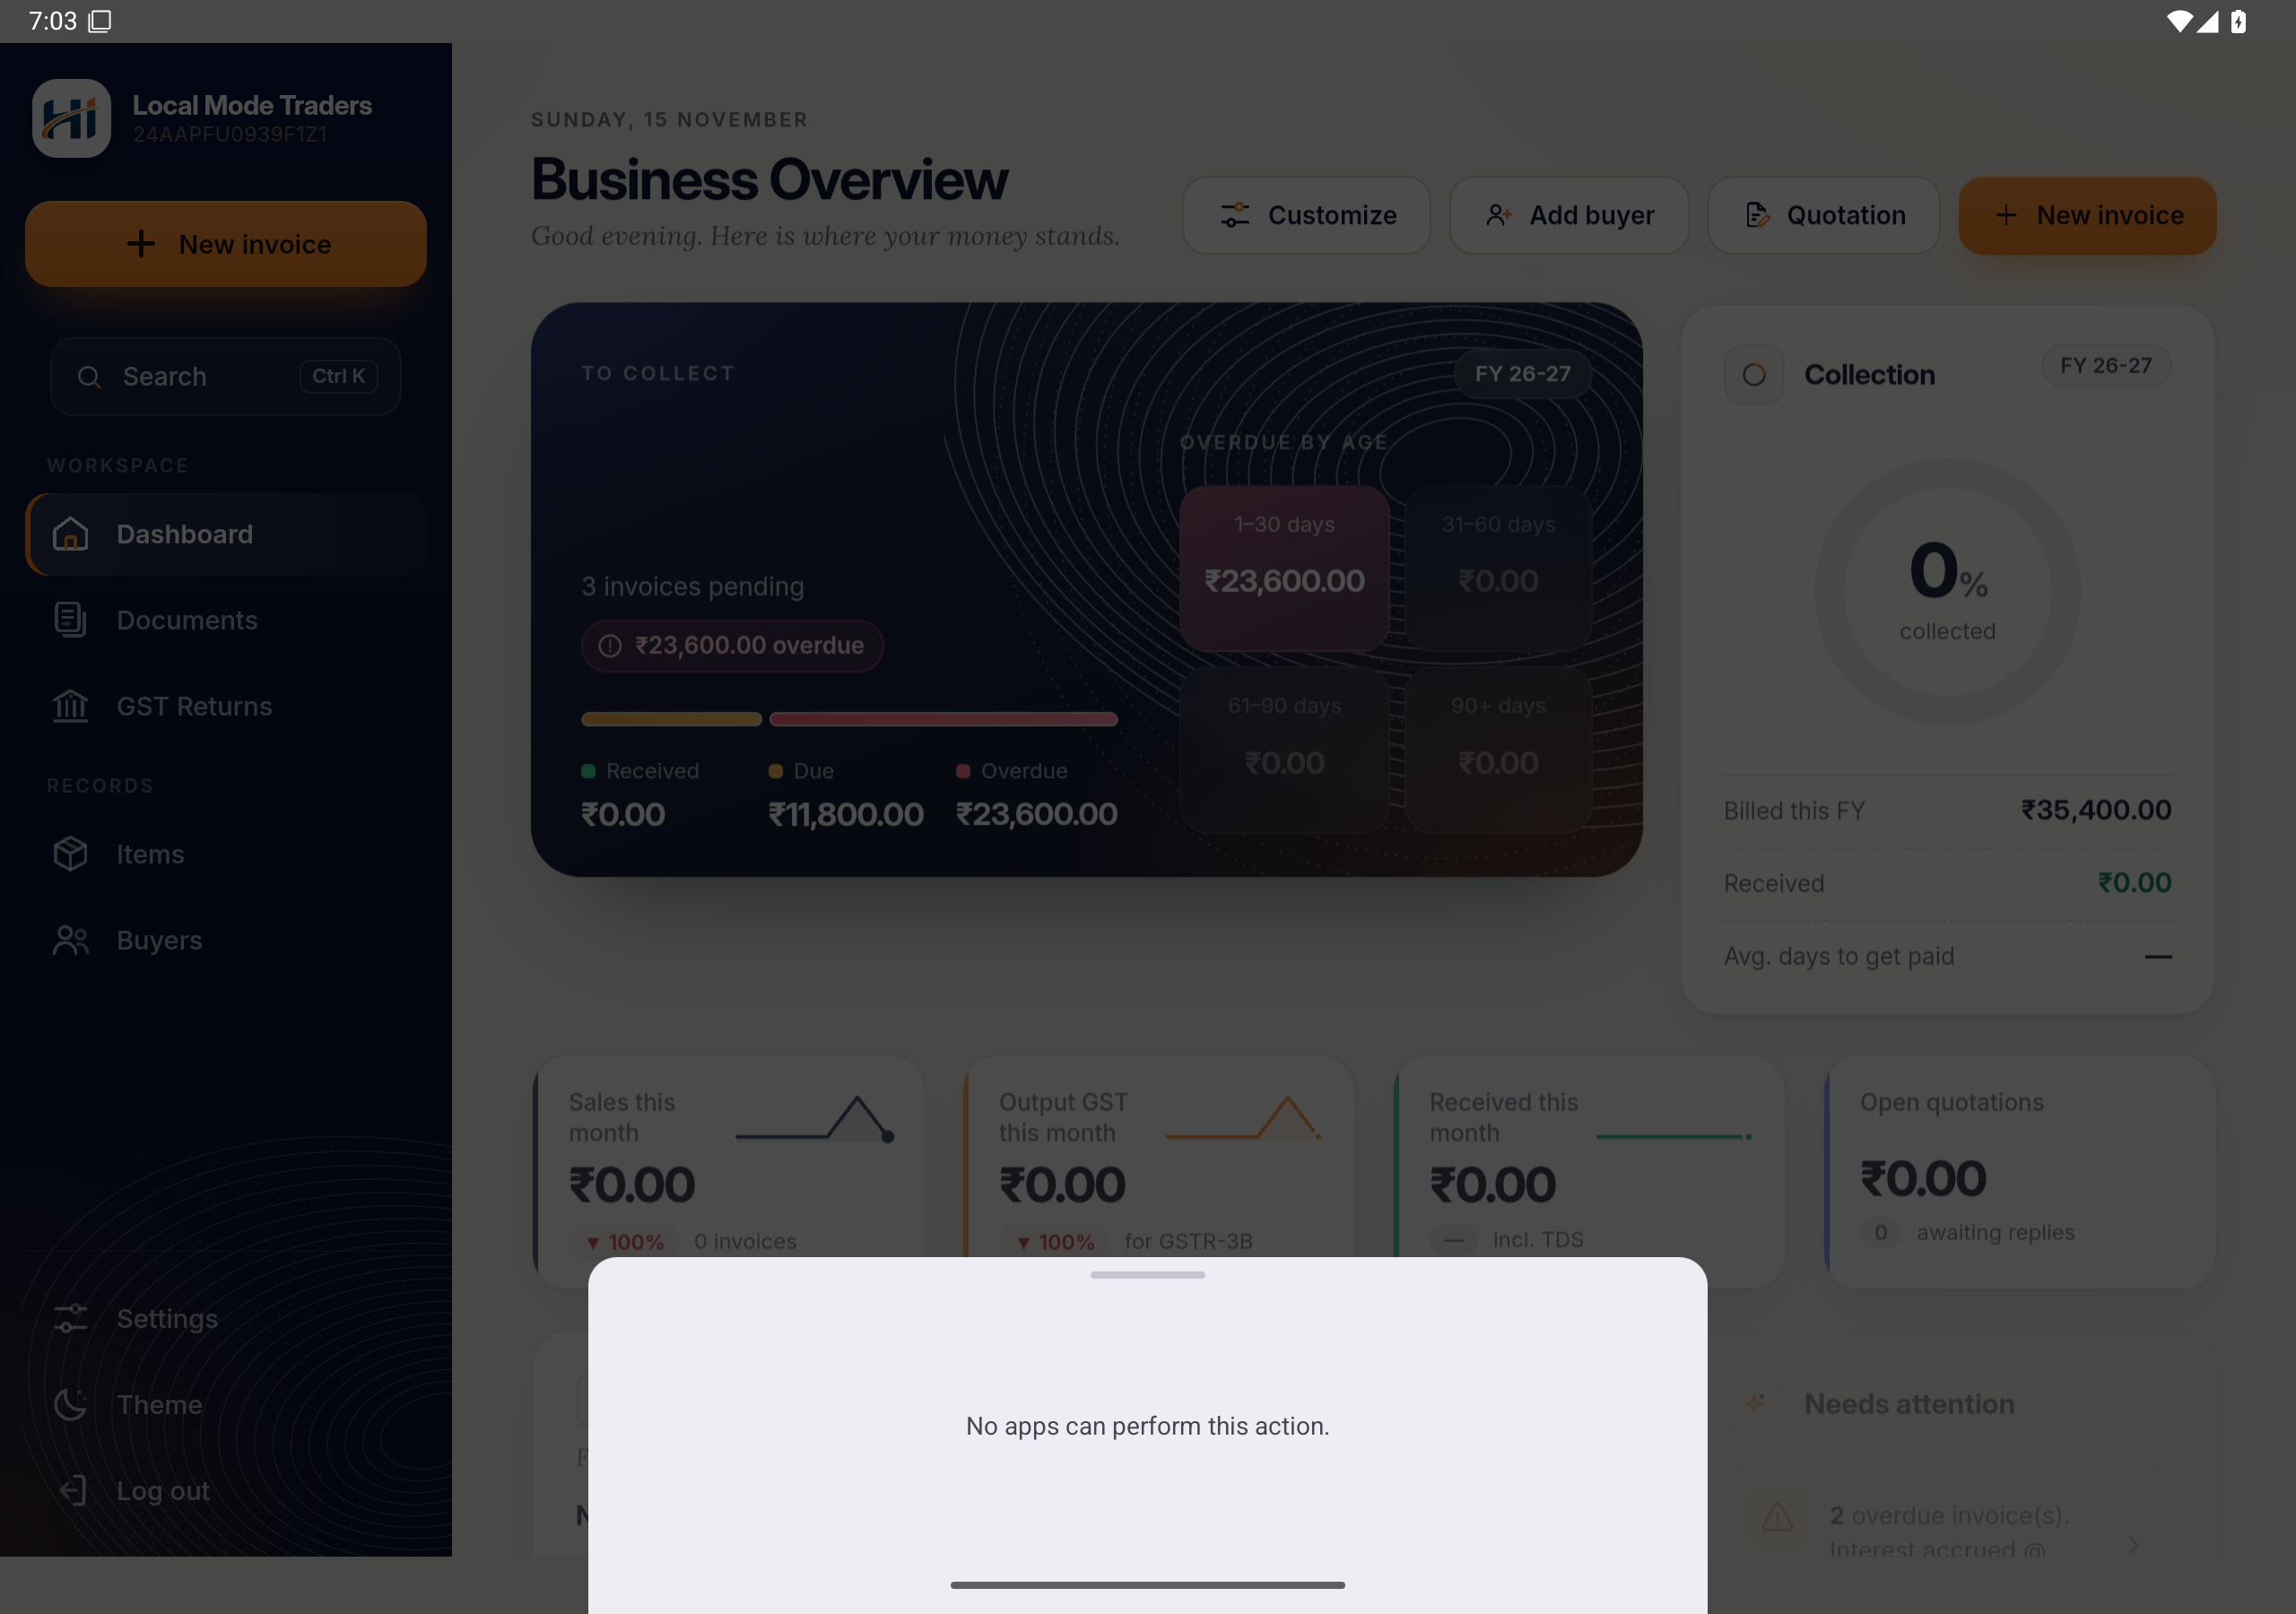 7:03
Local Mode Traders
24AAPFU0939F1Z1
New invoice
Search
Ctrl K
WORKSPACE
Dashboard
Documents
GST Returns
RECORDS
Items
Buyers
Settings
Theme
Log out
SUNDAY, 15 NOVEMBER
Business Overview
Good evening. Here is where your money stands.
Customize
Add buyer
Quotation
New invoice
TO COLLECT
FY 26-27
3 invoices pending
₹23,600.00 overdue
Received
₹0.00
Due
₹11,800.00
Overdue
₹23,600.00
OVERDUE BY AGE
1–30 days
₹23,600.00
31–60 days
₹0.00
61–90 days
₹0.00
90+ days
₹0.00
Collection
FY 26-27
0%
collected
Billed this FY
₹35,400.00
Received
₹0.00
Avg. days to get paid
—
Sales this
month
₹0.00
▼ 100%
0 invoices
Output GST
this month
₹0.00
▼ 100%
for GSTR-3B
Received this
month
₹0.00
—
incl. TDS
Open quotations
₹0.00
0
awaiting replies
No apps can perform this action.
Needs attention
2 overdue invoice(s).
Interest accrued @